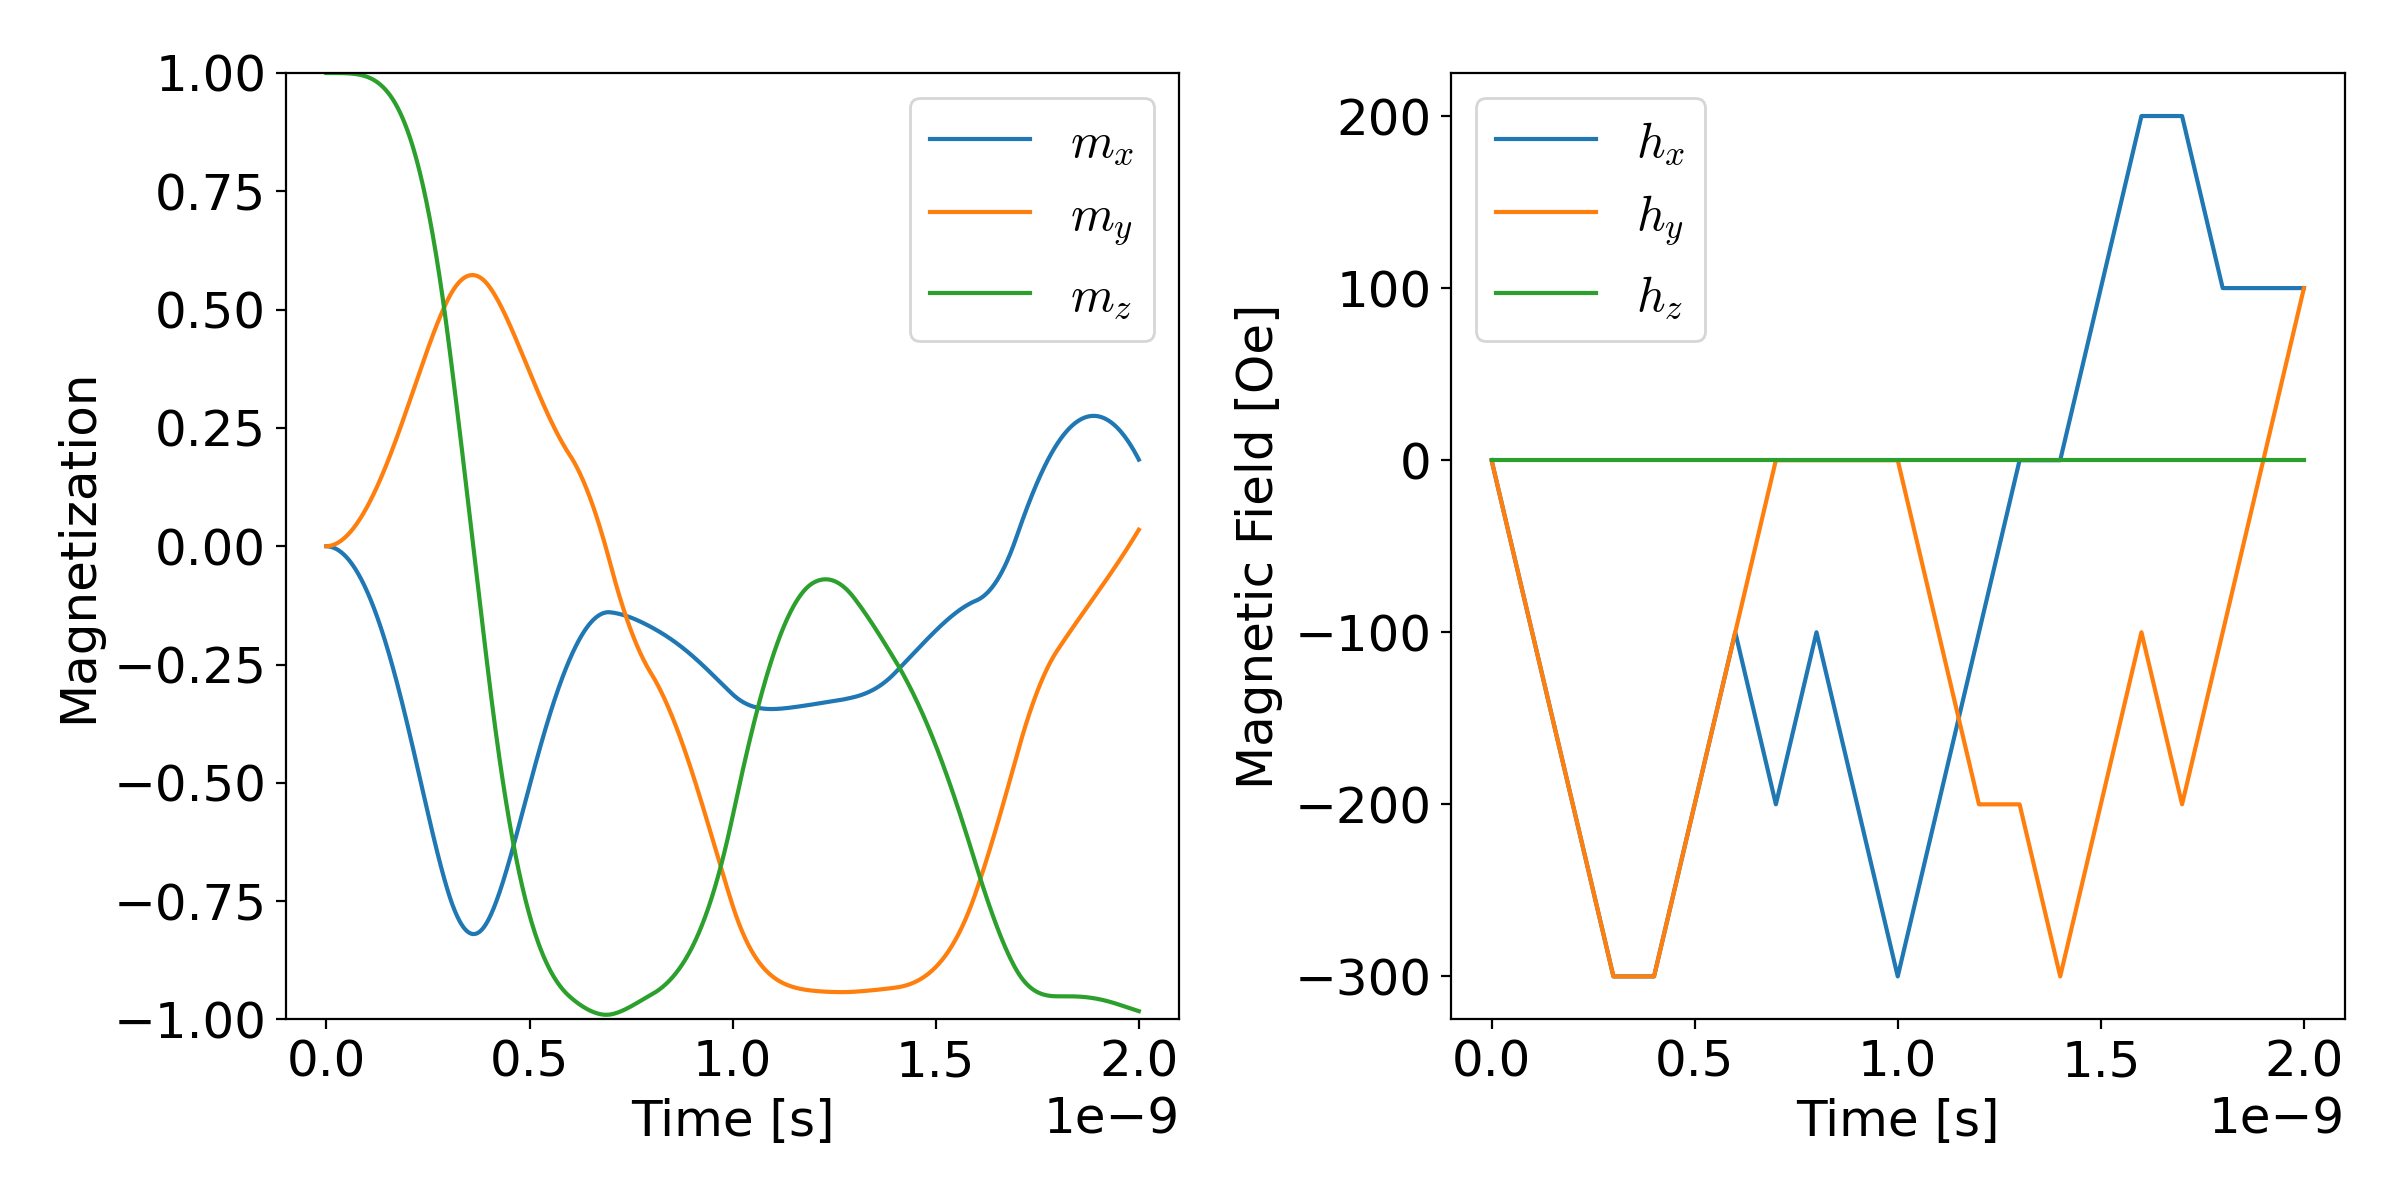 1.00
0.75
0.50
0.25
0.00
−0.25
−0.50
−0.75
−1.00
Magnetization
0.0 0.5 1.0 1.5 2.0
Time [s]
1e−9
m_x
m_y
m_z
200
100
0
−100
−200
−300
Magnetic Field [Oe]
0.0 0.5 1.0 1.5 2.0
Time [s]
1e−9
h_x
h_y
h_z